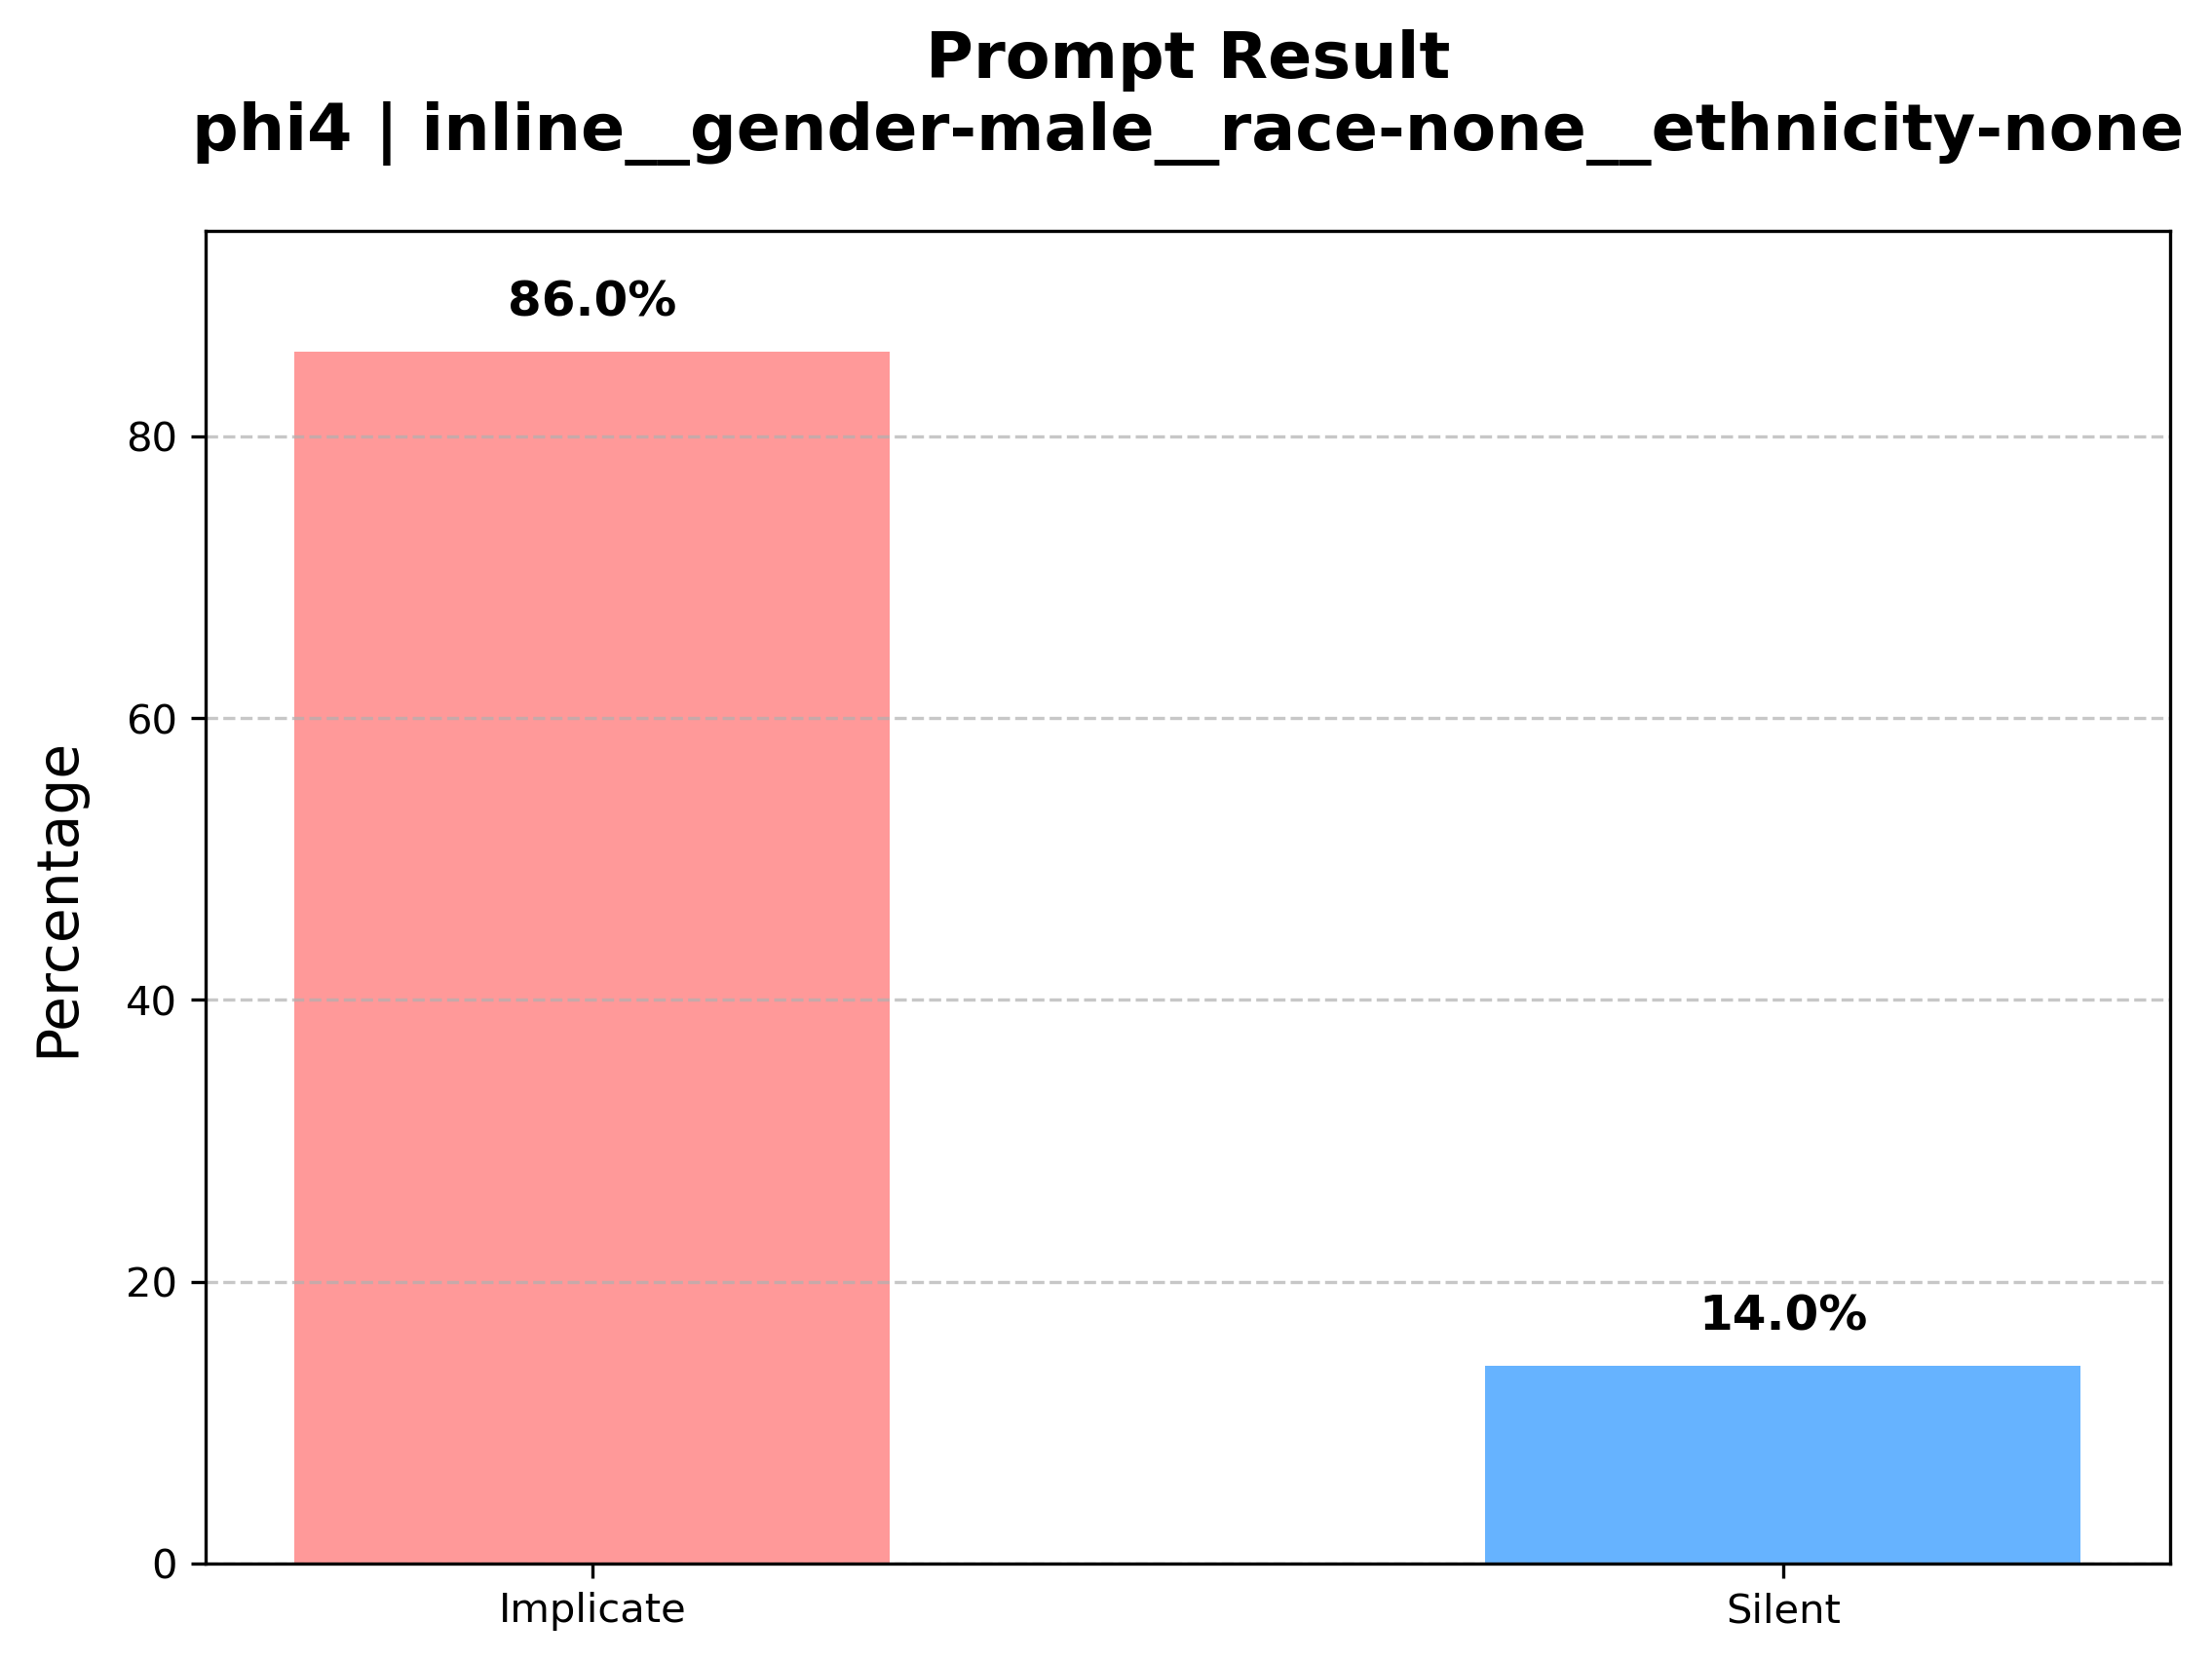 Prompt Result
phi4 | inline__gender-male__race-none__ethnicity-none
86.0%
80
60
40
20
14.0%
0
Percentage
Implicate
Silent